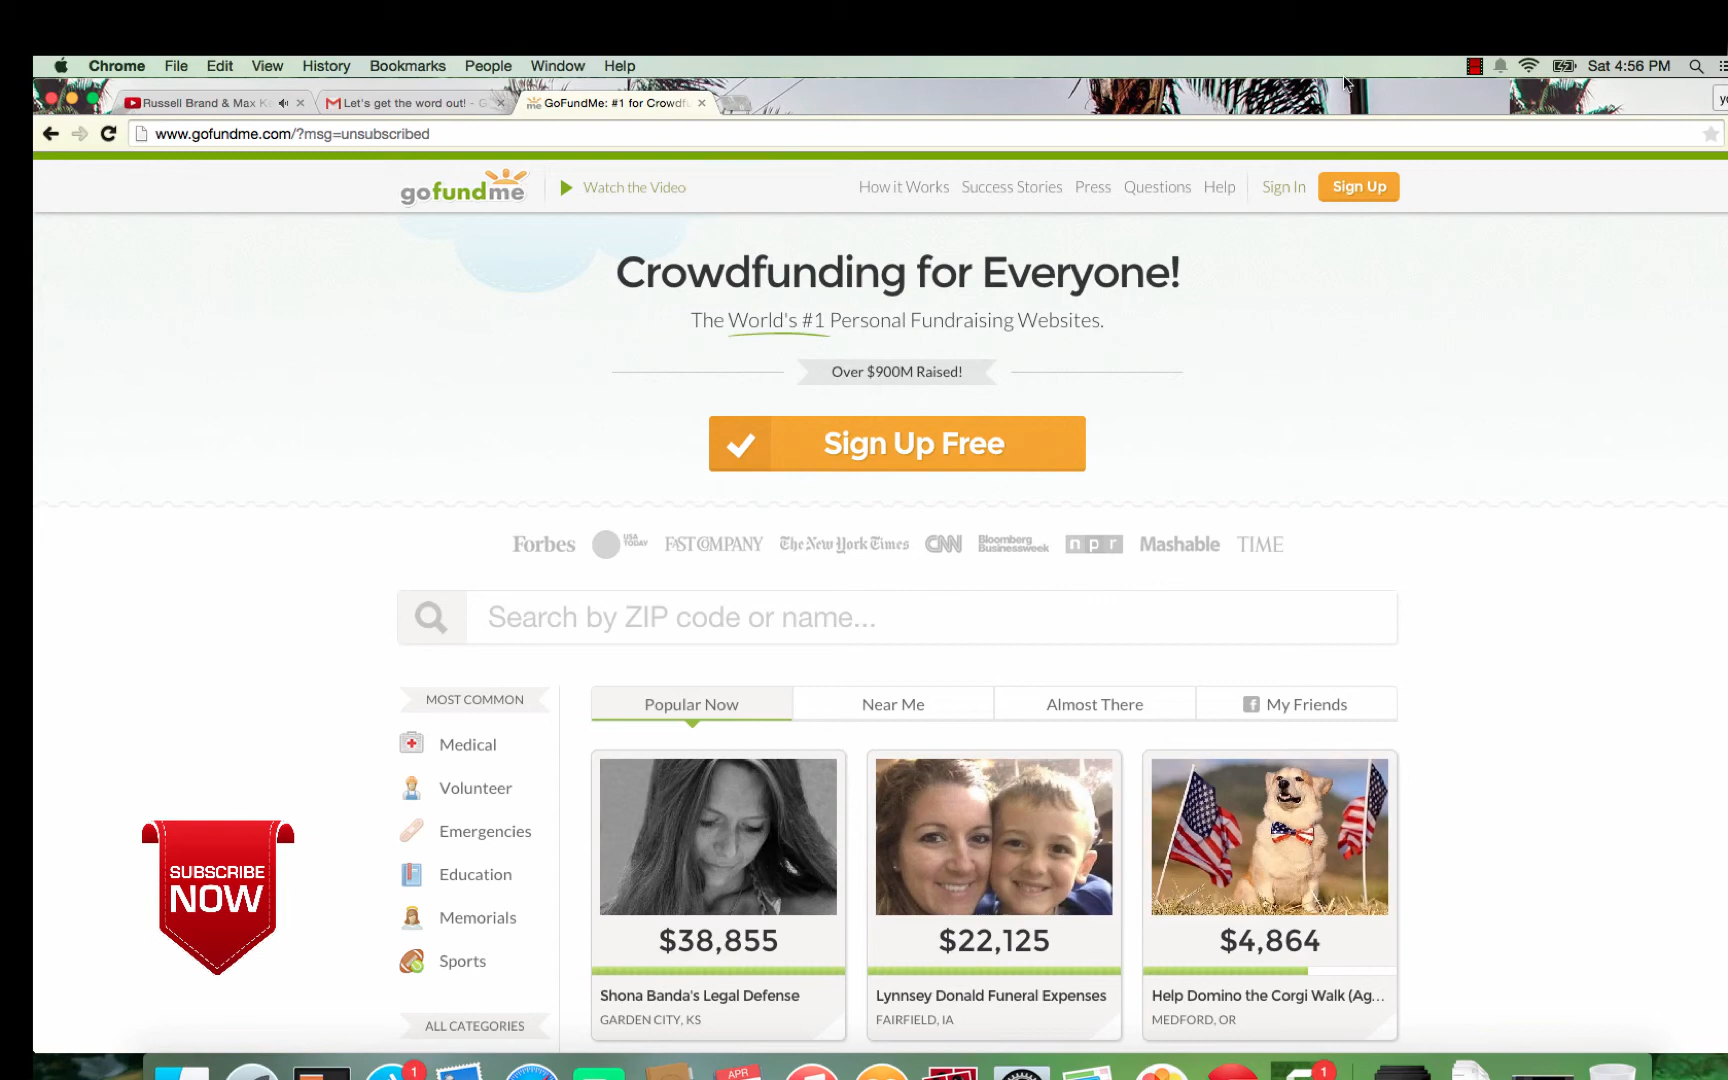 Chrome File Edit View History Bookmarks People Window Help Sat 4:56 PM
Russell Brand & Max K Let's get the word out! - G GoFundMe: #1 for Crowdfu
www.gofundme.com/?msg=unsubscribed
gofundme Watch the Video How it Works Success Stories Press Questions Help Sign In Sign Up
Crowdfunding for Everyone!
The World's #1 Personal Fundraising Websites.
Over $900M Raised!
Sign Up Free
Forbes USA TODAY FAST COMPANY The New York Times CNN Bloomberg Businessweek npr Mashable TIME
Search by ZIP code or name...
MOST COMMON
Medical
Volunteer
Emergencies
Education
Memorials
Sports
ALL CATEGORIES
Popular Now Near Me Almost There My Friends
$38,855
Shona Banda's Legal Defense
GARDEN CITY, KS
$22,125
Lynnsey Donald Funeral Expenses
FAIRFIELD, IA
$4,864
Help Domino the Corgi Walk (Ag...
MEDFORD, OR
SUBSCRIBE
NOW
1
APR
1